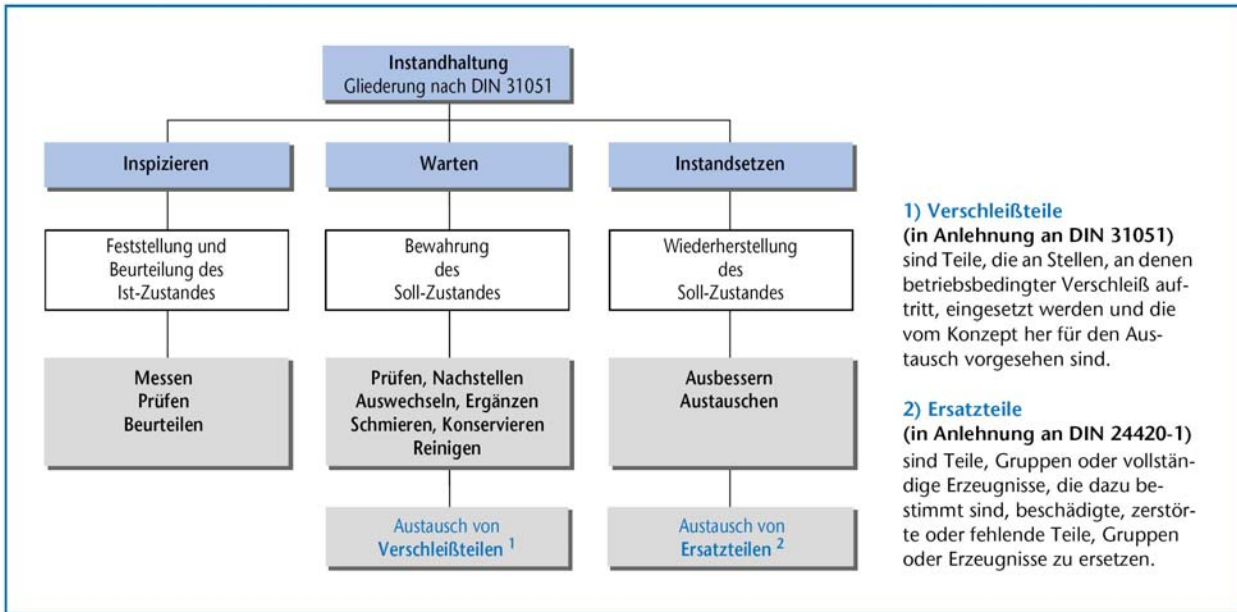 Instandhaltung
Gliederung nach DIN 31051
Inspizieren
Warten
Instandsetzen
Feststellung und
Beurteilung des
Ist-Zustandes
Bewahrung
des
Soll-Zustandes
Wiederherstellung
des
Soll-Zustandes
Messen
Prüfen
Beurteilen
Prüfen, Nachstellen
Auswechseln, Ergänzen
Schmieren, Konservieren
Reinigen
Ausbessern
Austauschen
Austausch von
Verschleißteilen 1
Austausch von
Ersatzteilen 2
1) Verschleißteile
(in Anlehnung an DIN 31051)
sind Teile, die an Stellen, an denen
betriebsbedingter Verschleiß auf-
tritt, eingesetzt werden und die
vom Konzept her für den Aus-
tausch vorgesehen sind.
2) Ersatzteile
(in Anlehnung an DIN 24420-1)
sind Teile, Gruppen oder vollstän-
dige Erzeugnisse, die dazu be-
stimmt sind, beschädigte, zerstör-
te oder fehlende Teile, Gruppen
oder Erzeugnisse zu ersetzen.